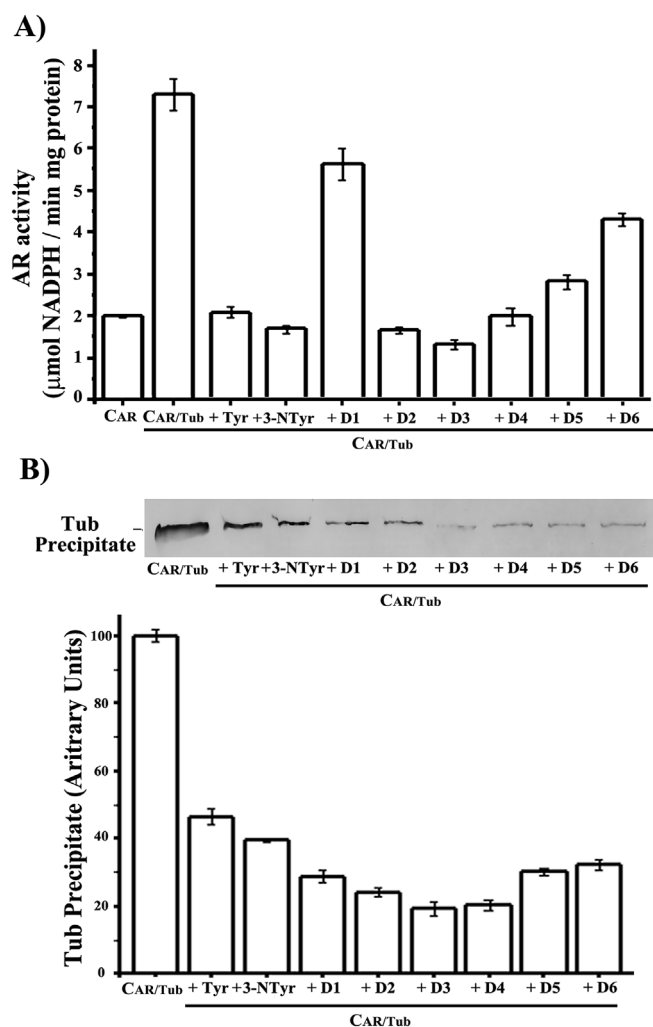 A)
AR activity
(μmol NADPH / min mg protein)
8
7
6
5
4
3
2
1
0
CAR CAR/Tub + Tyr +3-NTyr + D1 + D2 + D3 + D4 + D5 + D6
CAR/Tub
B)
Tub
Precipitate
CAR/Tub + Tyr +3-NTyr + D1 + D2 + D3 + D4 + D5 + D6
CAR/Tub
Tub Precipitate (Aritrary Units)
100
80
60
40
20
0
CAR/Tub + Tyr +3-NTyr + D1 + D2 + D3 + D4 + D5 + D6
CAR/Tub